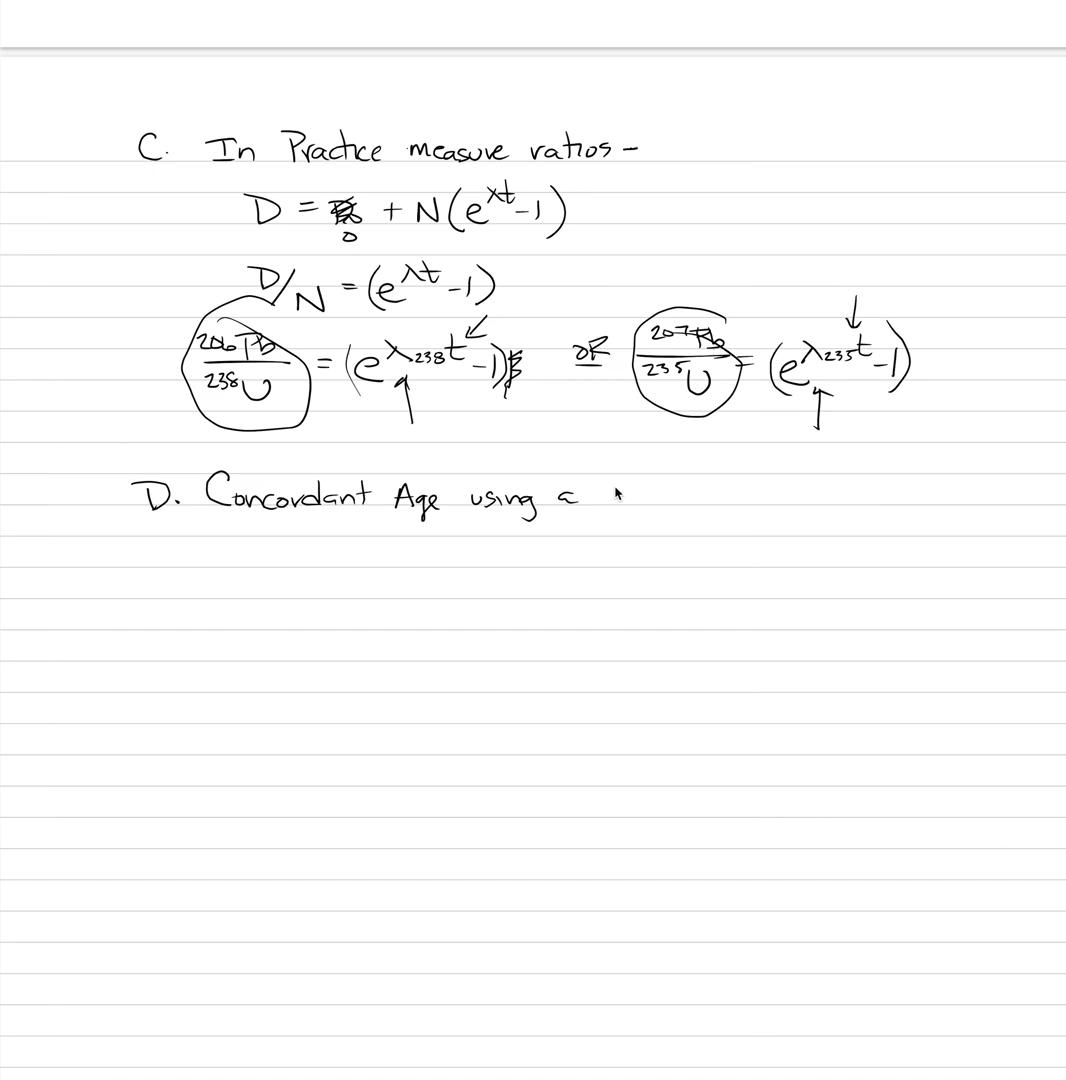 C. In Practice measure ratios -
D = 0 + N(e^λt - 1)
D/N = (e^λt - 1)
206Pb/238U = (e^λ238t - 1) or 207Pb/235U = (e^λ235t - 1)
D. Concordant Age using a